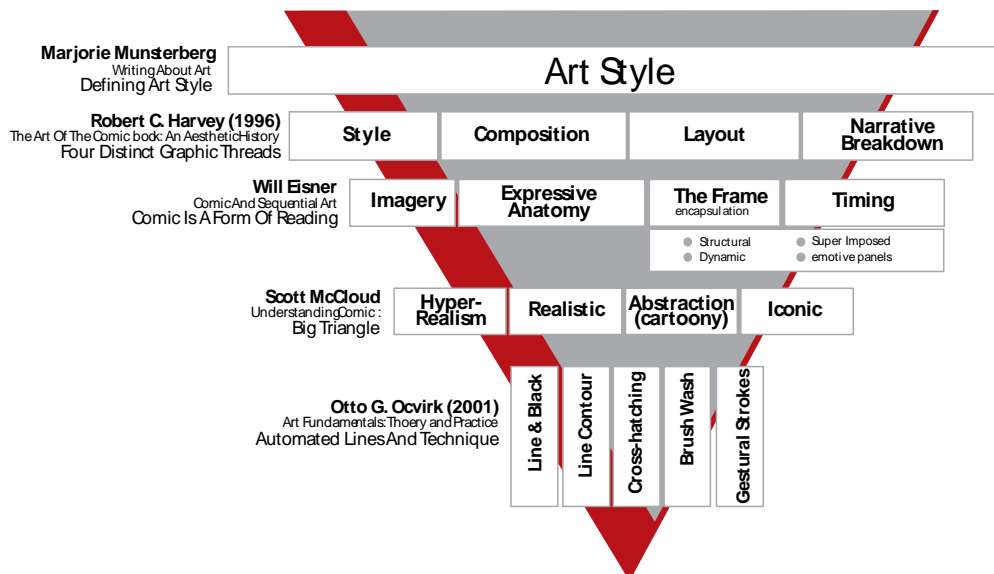 Marjorie Munsterberg
Writing About Art
Defining Art Style
Art Style
Robert C. Harvey (1996)
The Art Of The Comic book: An Aesthetic History
Four Distinct Graphic Threads
Style
Composition
Layout
Narrative
Breakdown
Will Eisner
Comic And Sequential Art
Comic Is A Form Of Reading
Imagery
Expressive
Anatomy
The Frame
encapsulation
Timing
Structural
Super Imposed
Dynamic
emotive panels
Scott McCloud
Understanding Comic :
Big Triangle
Hyper-
Realism
Realistic
Abstraction
(cartoony)
Iconic
Otto G. Ocvirk (2001)
Art Fundamentals: Thoery and Practice
Automated Lines And Technique
Line & Black
Line Contour
Cross-hatching
Brush Wash
Gestural Strokes